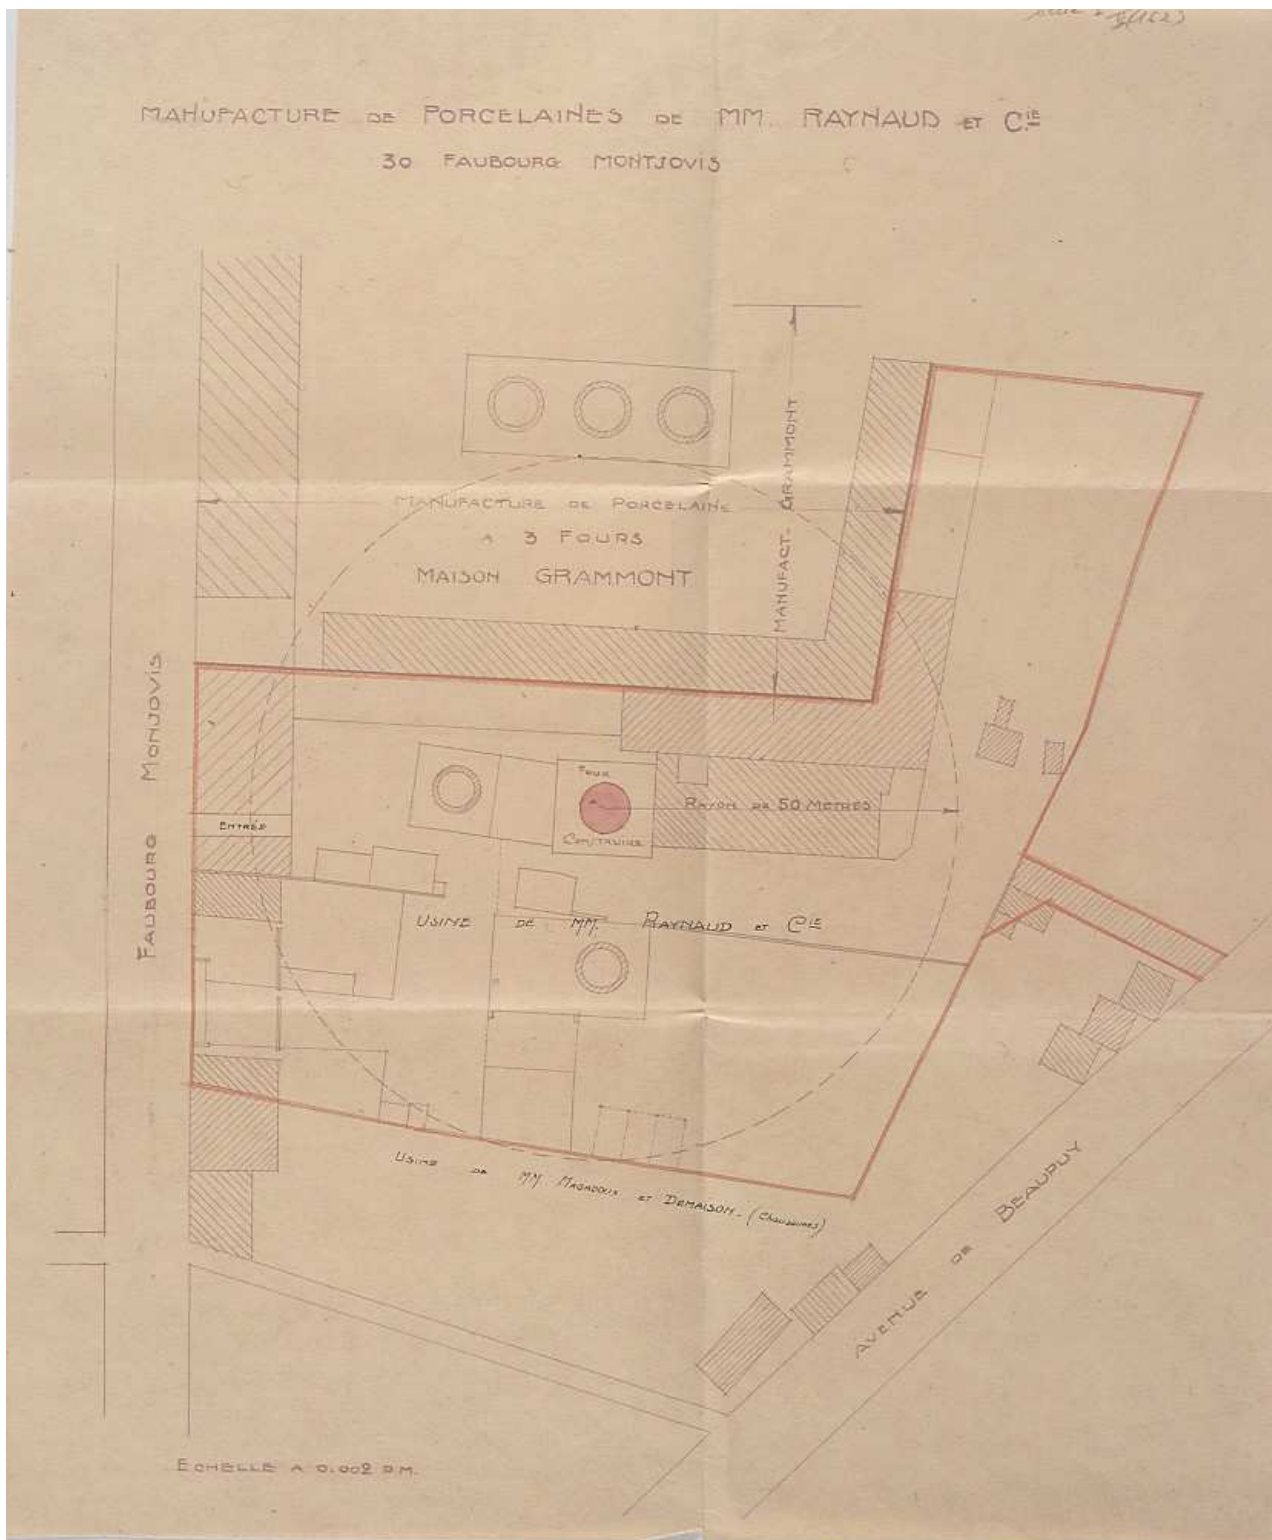 MANUFACTURE DE PORCELAINES DE MM. RAYNAUD ET CIE
30 FAUBOURG MONTJOVIS
MANUFACTURE DE PORCELAINE
A 3 FOURS
MAISON GRAMMONT
MANUFACT. GRAMMONT
FAUBOURG MONJOVIS
ENTRÉE
FOUR
A
CONSTRUIRE
RAYON DE 50 METRES
USINE DE MM. RAYNAUD ET CIE
USINE DE MM. MAGADOUX ET DEMAISON. (CHAUSSURES)
AVENUE DE BEAUPUY
ECHELLE A 0.002 P.M.